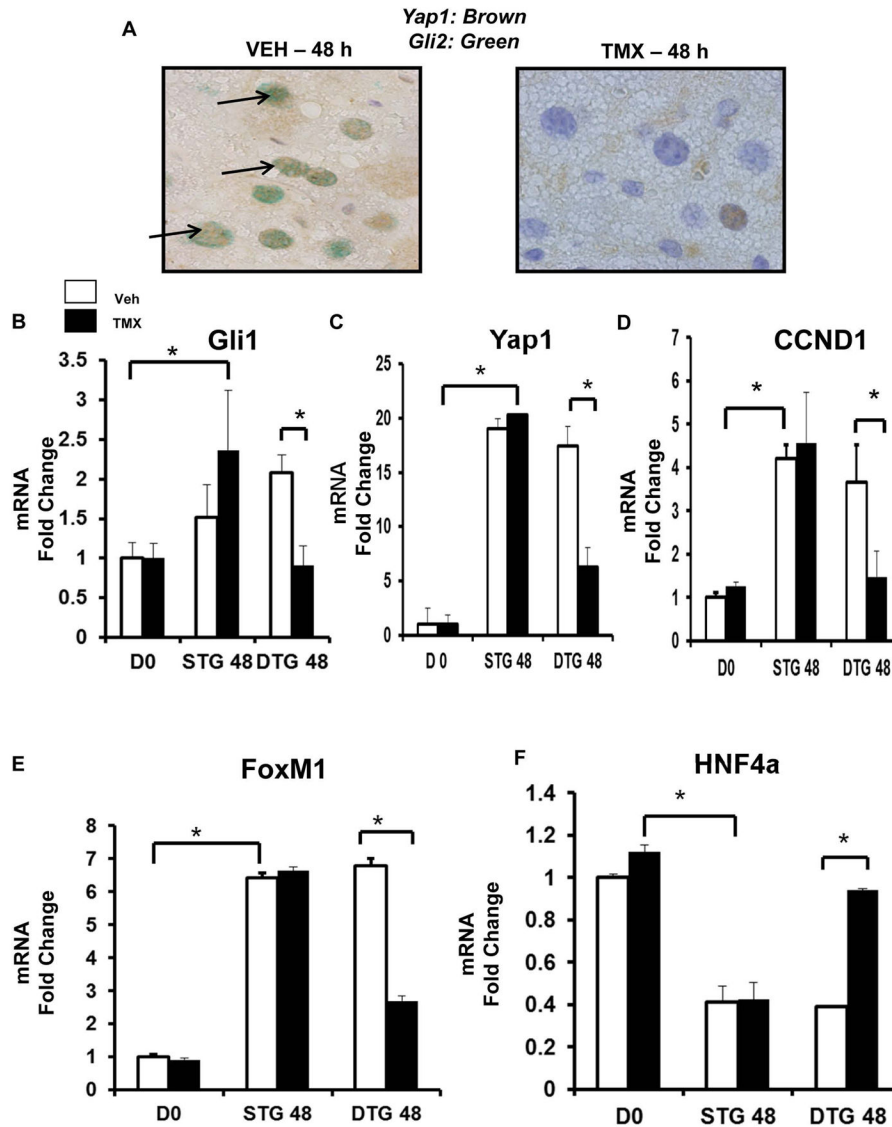 A
Yap1: Brown
Gli2: Green
VEH – 48 h
TMX – 48 h
Veh
TMX
B
Gli1
mRNA
Fold Change
3.5
3
2.5
2
1.5
1
0.5
0
*
*
D0 STG 48 DTG 48
C
Yap1
mRNA
Fold Change
25
20
15
10
5
0
*
*
D 0 STG 48 DTG 48
D
CCND1
mRNA
Fold Change
7
6
5
4
3
2
1
0
*
*
D0 STG 48 DTG 48
E
FoxM1
mRNA
Fold Change
8
7
6
5
4
3
2
1
0
*
*
D0 STG 48 DTG 48
F
HNF4a
mRNA
Fold Change
1.4
1.2
1
0.8
0.6
0.4
0.2
0
*
*
D0 STG 48 DTG 48